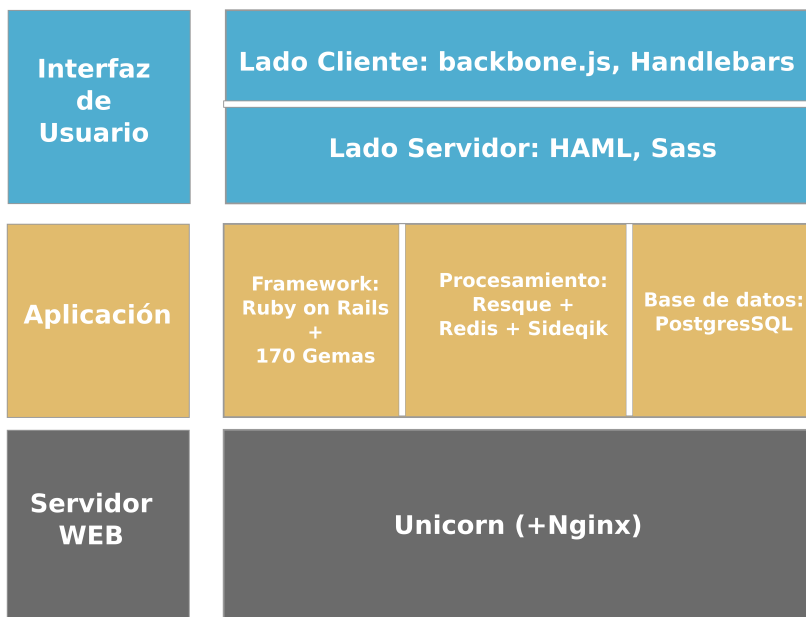 Interfaz
de
Usuario
Lado Cliente: backbone.js, Handlebars
Lado Servidor: HAML, Sass
Aplicación
Framework:
Ruby on Rails
+
170 Gemas
Procesamiento:
Resque +
Redis + Sideqik
Base de datos:
PostgresSQL
Servidor
WEB
Unicorn (+Nginx)